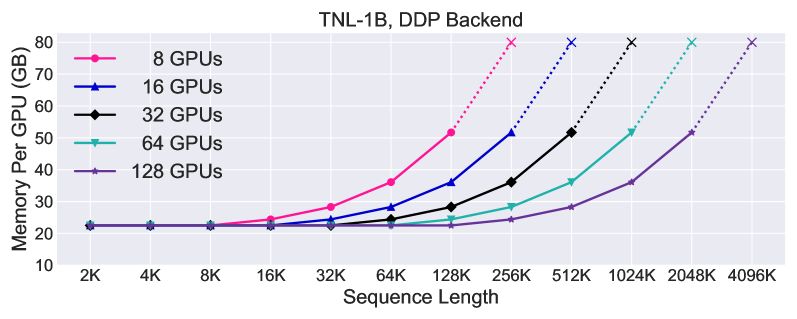 TNL-1B, DDP Backend
Memory Per GPU (GB)
80
70
60
50
40
30
20
10
8 GPUs
16 GPUs
32 GPUs
64 GPUs
128 GPUs
2K 4K 8K 16K 32K 64K 128K 256K 512K 1024K 2048K 4096K
Sequence Length